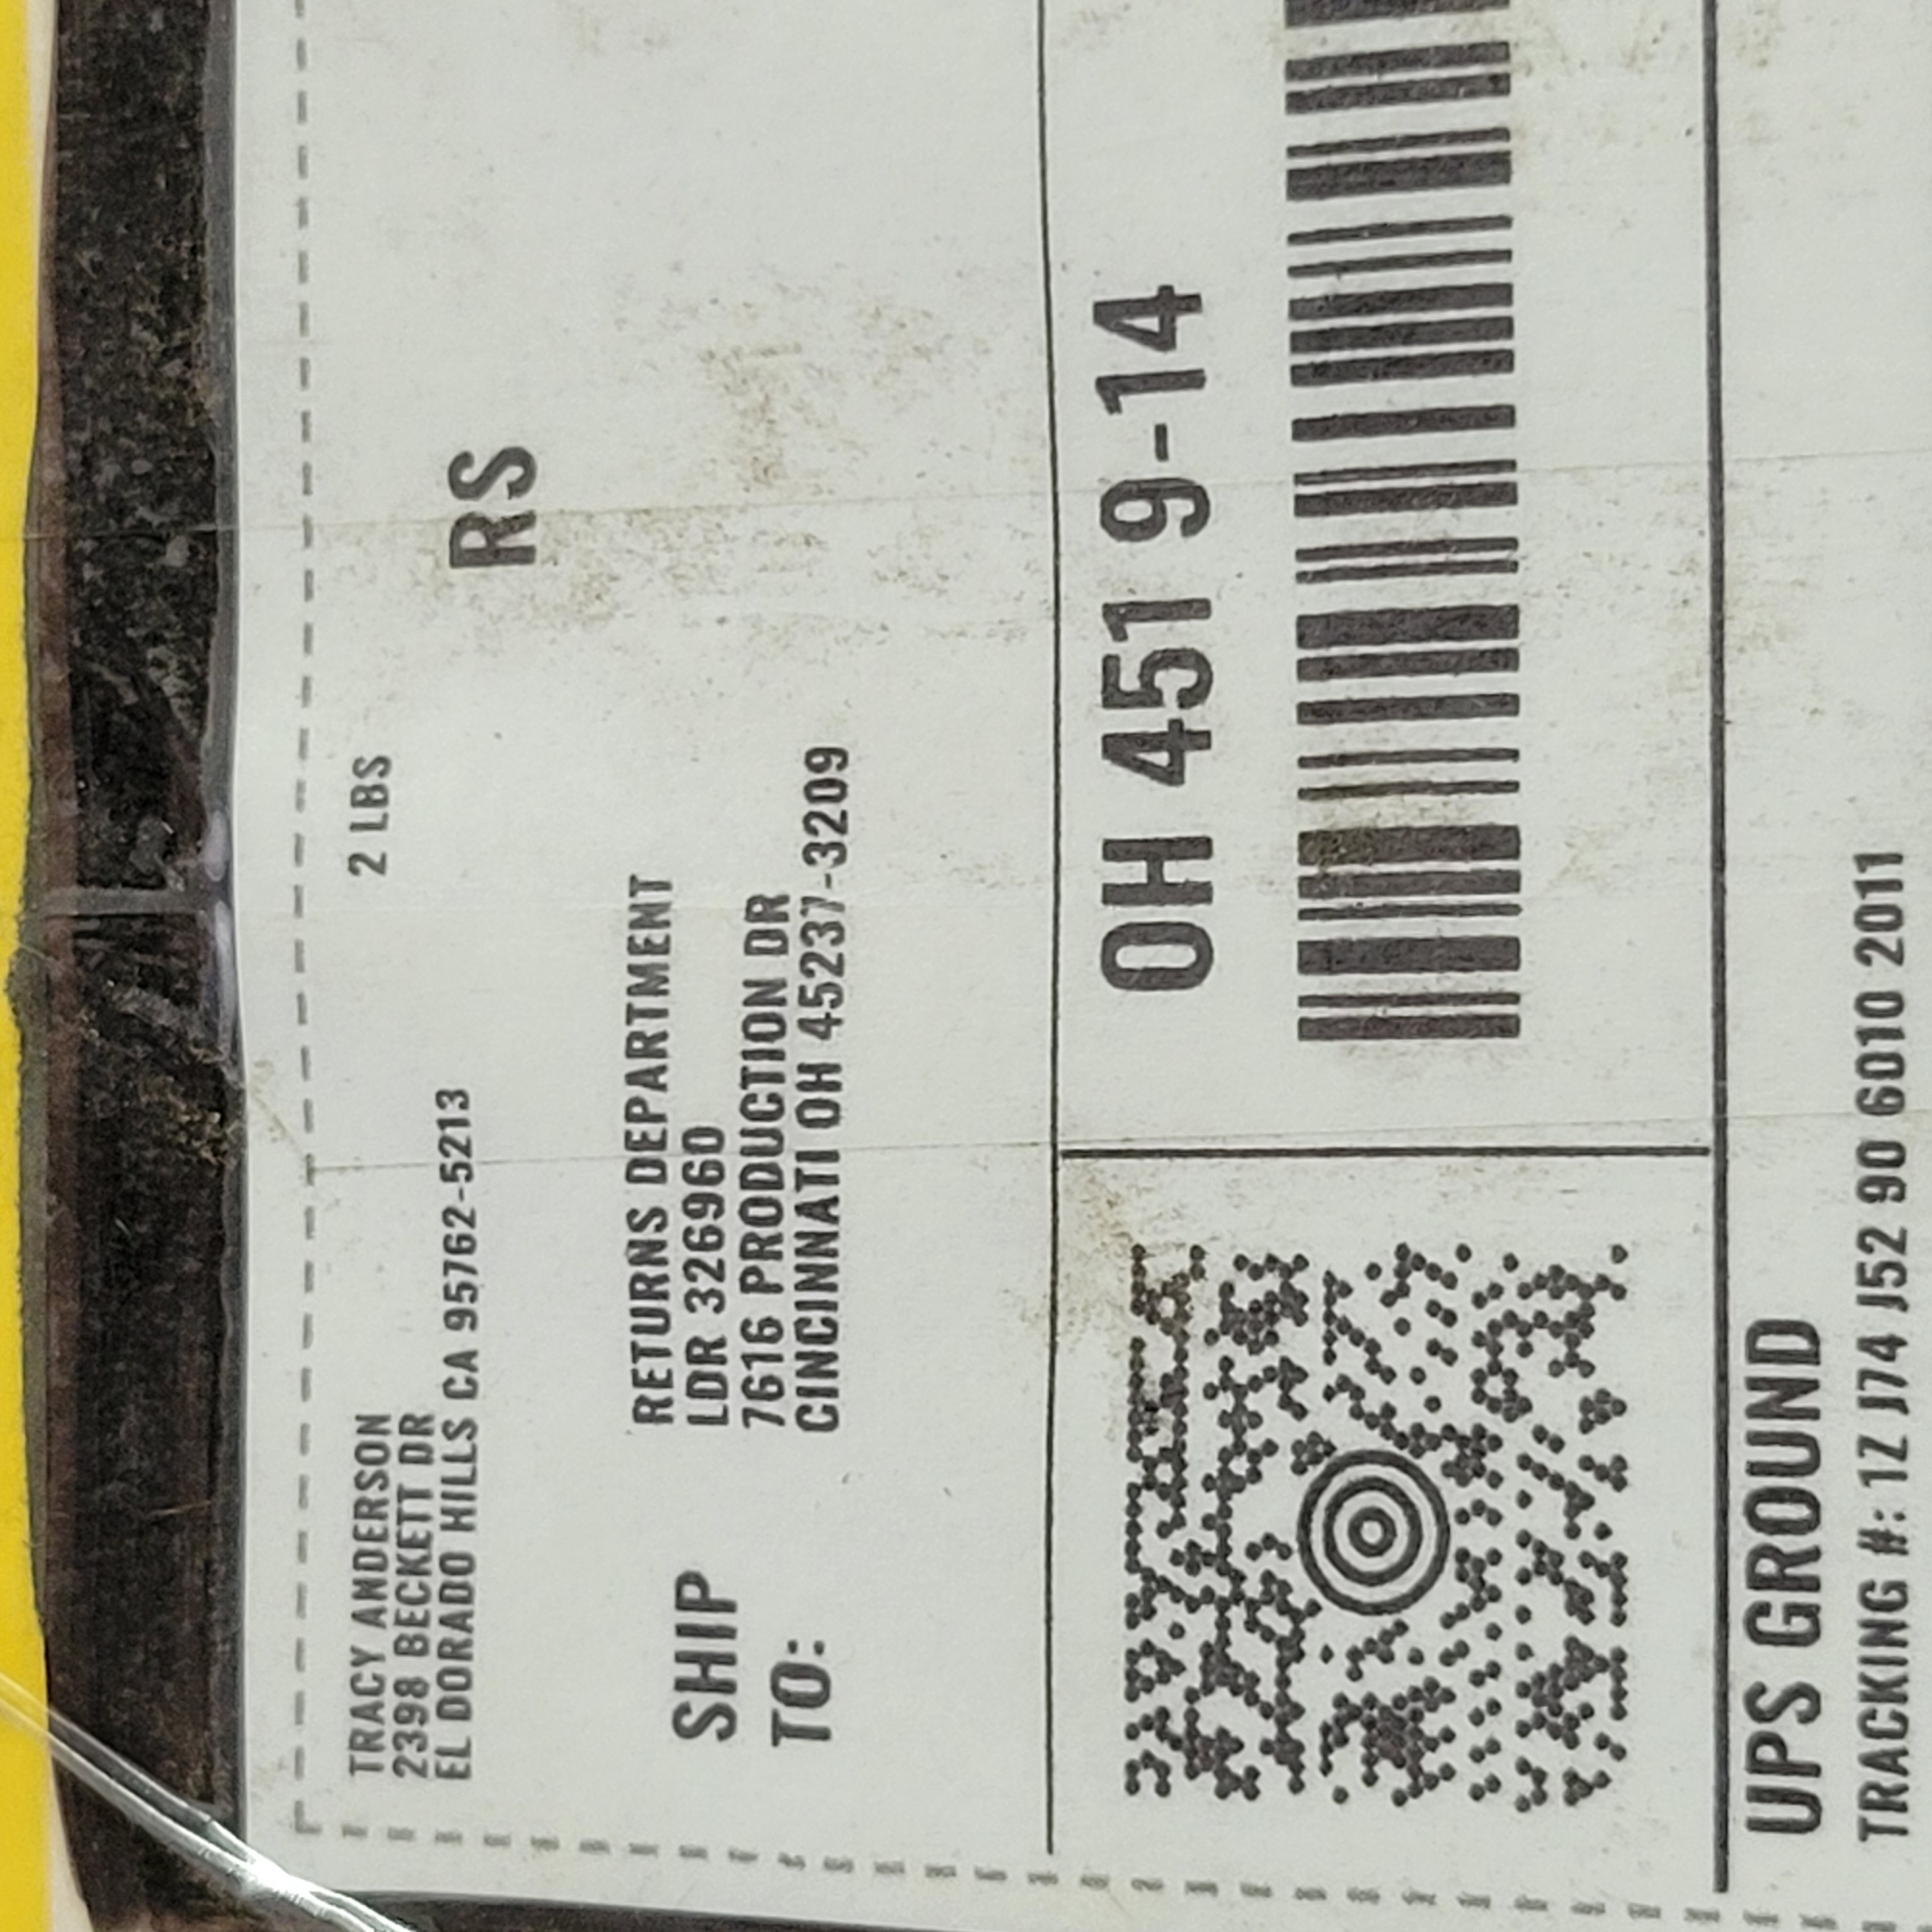 TRACY ANDERSON
2398 BECKETT DR
EL DORADO HILLS CA 95762-5213
2 LBS
RS
SHIP
TO:
RETURNS DEPARTMENT
LDR 326960
7616 PRODUCTION DR
CINCINNATI OH 45237-3209
OH 451 9-14
UPS GROUND
TRACKING #: 1Z J74 J52 90 6010 2011